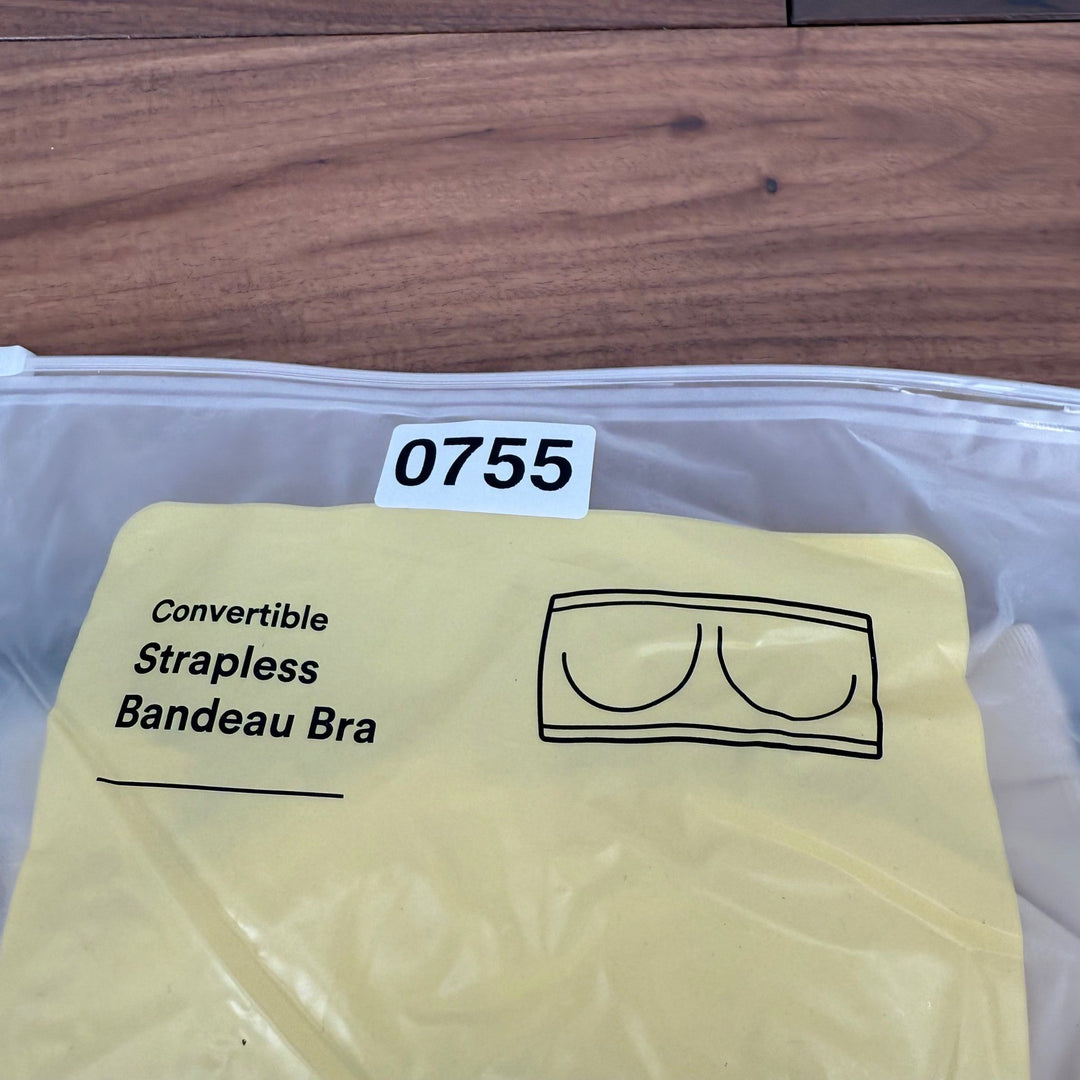 0755
Convertible
Strapless
Bandeau Bra